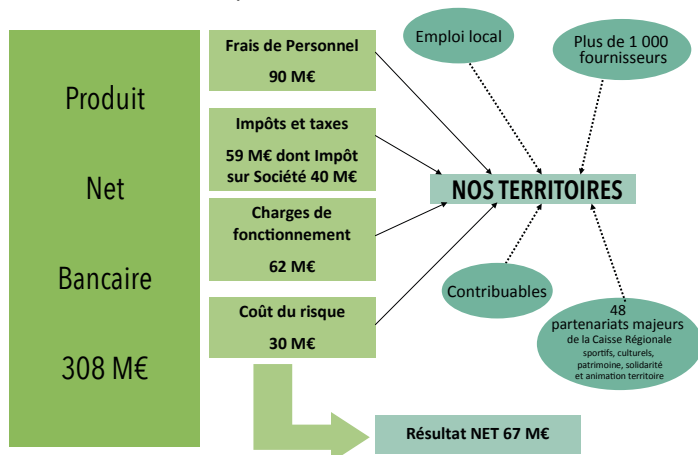 Produit
Net
Bancaire
308 M€
Frais de Personnel
90 M€
Impôts et taxes
59 M€ dont Impôt
sur Société 40 M€
Charges de
fonctionnement
62 M€
Coût du risque
30 M€
Emploi local
Plus de 1 000
fournisseurs
NOS TERRITOIRES
Contribuables
48
partenariats majeurs
de la Caisse Régionale
sportifs, culturels,
patrimoine, solidarité
et animation territoire
Résultat NET 67 M€